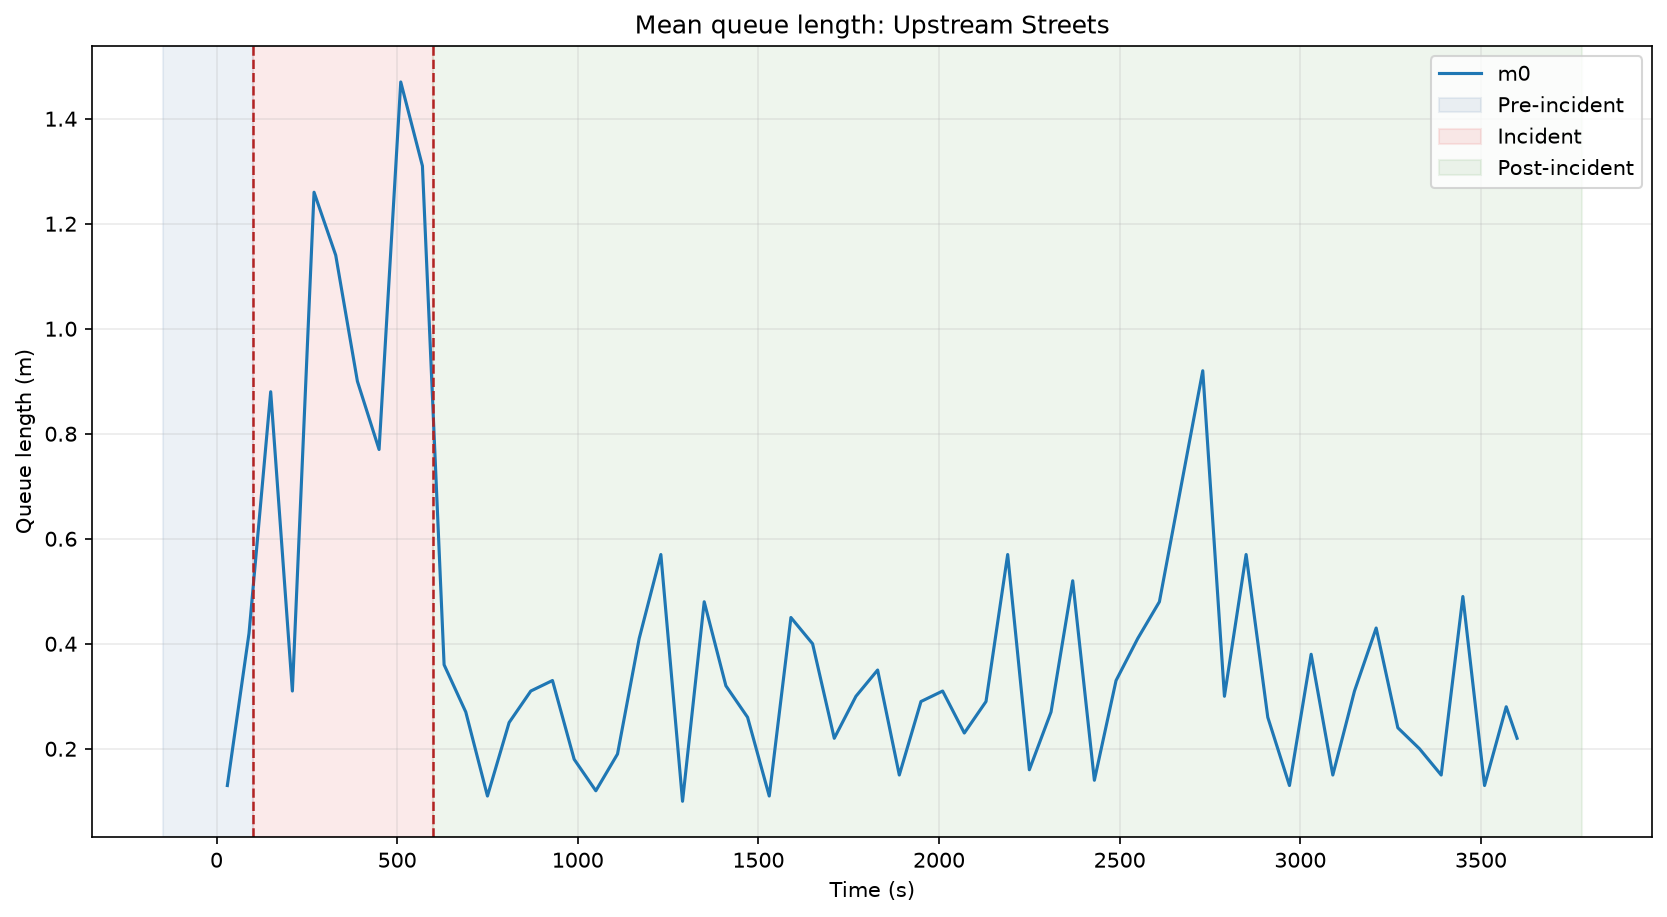 Mean queue length: Upstream Streets
Queue length (m)
1.4
1.2
1.0
0.8
0.6
0.4
0.2
0 500 1000 1500 2000 2500 3000 3500
Time (s)
m0
Pre-incident
Incident
Post-incident